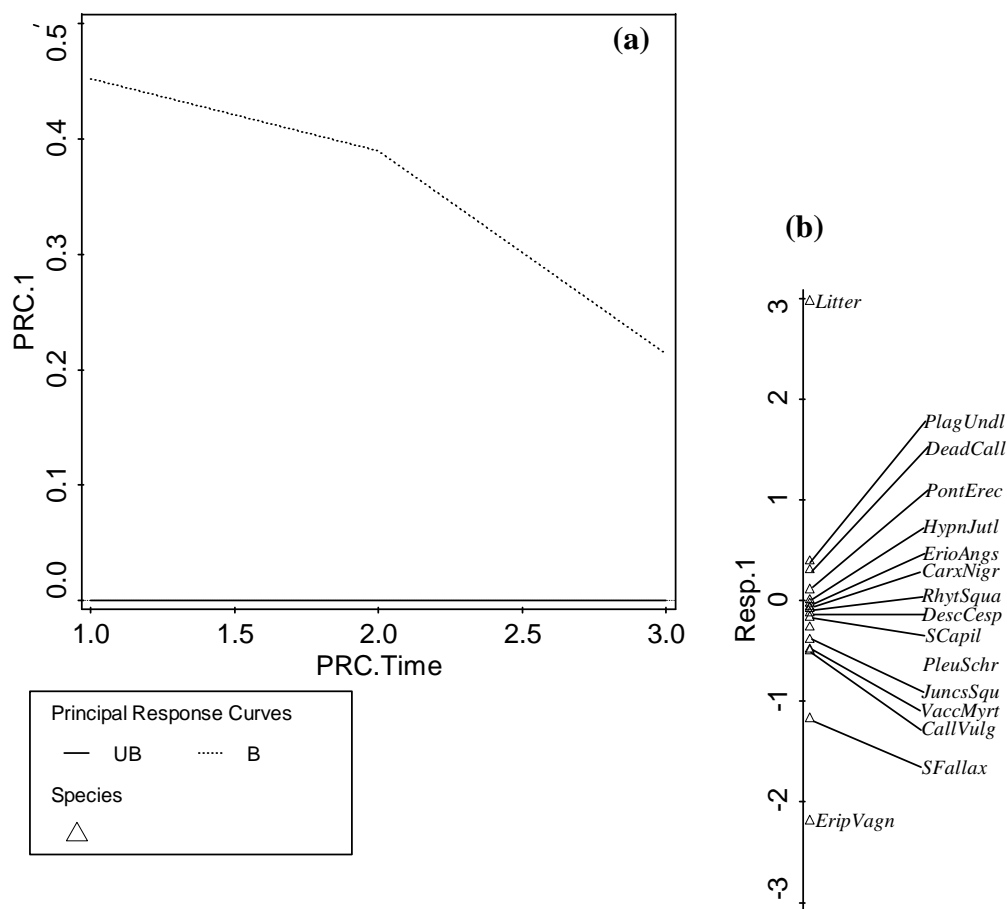 (a)
0.5
0.4
0.3
0.2
0.1
0.0
PRC.1
1.0 1.5 2.0 2.5 3.0
PRC.Time
Principal Response Curves
UB B
Species
(b)
3
2
1
0
-1
-2
-3
Resp.1
Litter
PlagUndl
DeadCall
PontErec
HypnJutl
ErioAngs
CarxNigr
RhytSqua
DescCesp
SCapil
PleuSchr
JuncsSqu
VaccMyrt
CallVulg
SFallax
EripVagn